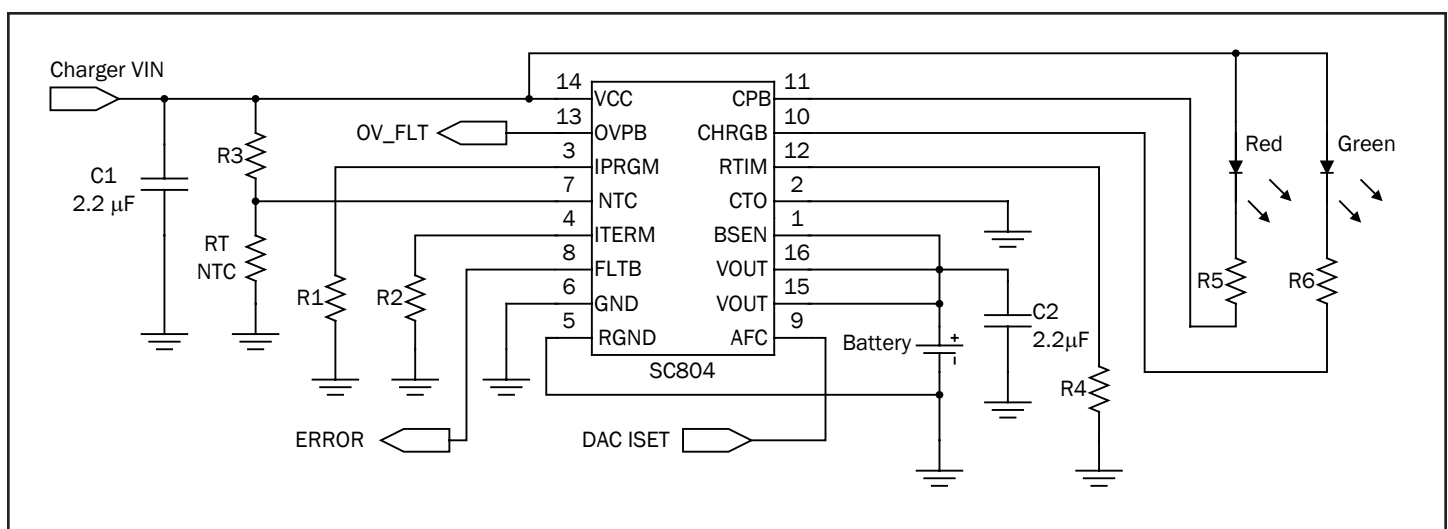 Charger VIN
C1
2.2 μF
R3
RT
NTC
OV_FLT
R1
R2
ERROR
14
VCC
13
OVPB
3
IPRGM
7
NTC
4
ITERM
8
FLTB
6
GND
5
RGND
11
CPB
10
CHRGB
12
RTIM
2
CTO
1
BSEN
16
VOUT
15
VOUT
9
AFC
SC804
DAC ISET
Battery
+
C2
2.2μF
R4
Red
Green
R5
R6